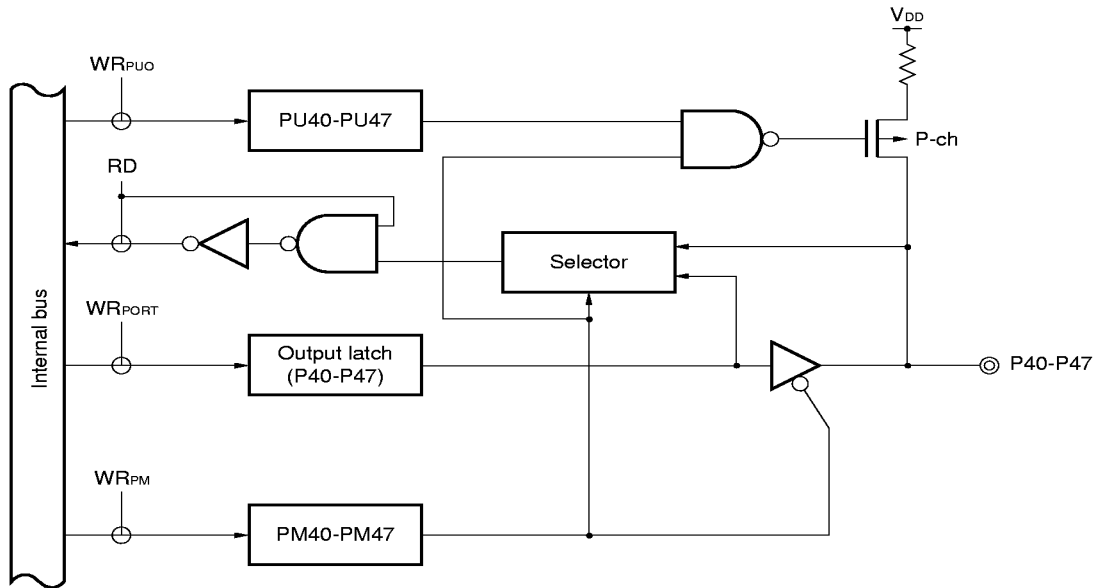 VDD
WRPUO
PU40-PU47
P-ch
RD
Selector
WRPORT
Internal bus
Output latch
(P40-P47)
P40-P47
WRPM
PM40-PM47